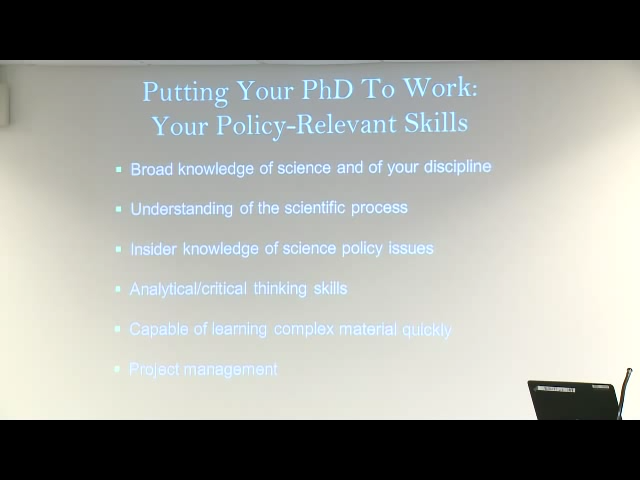 Putting Your PhD To Work:
Your Policy-Relevant Skills
Broad knowledge of science and of your discipline
Understanding of the scientific process
Insider knowledge of science policy issues
Analytical/critical thinking skills
Capable of learning complex material quickly
Project management